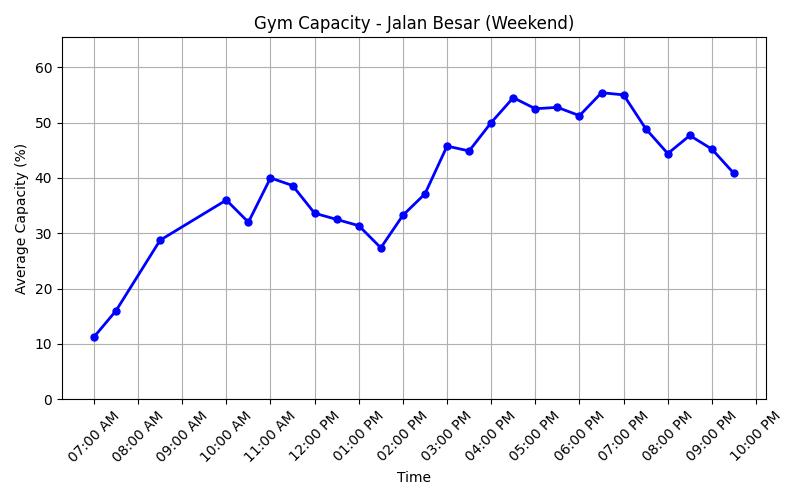 Gym Capacity - Jalan Besar (Weekend)
Average Capacity (%)
60
50
40
30
20
10
0
07:00 AM
08:00 AM
09:00 AM
10:00 AM
11:00 AM
12:00 PM
01:00 PM
02:00 PM
03:00 PM
04:00 PM
05:00 PM
06:00 PM
07:00 PM
08:00 PM
09:00 PM
10:00 PM
Time